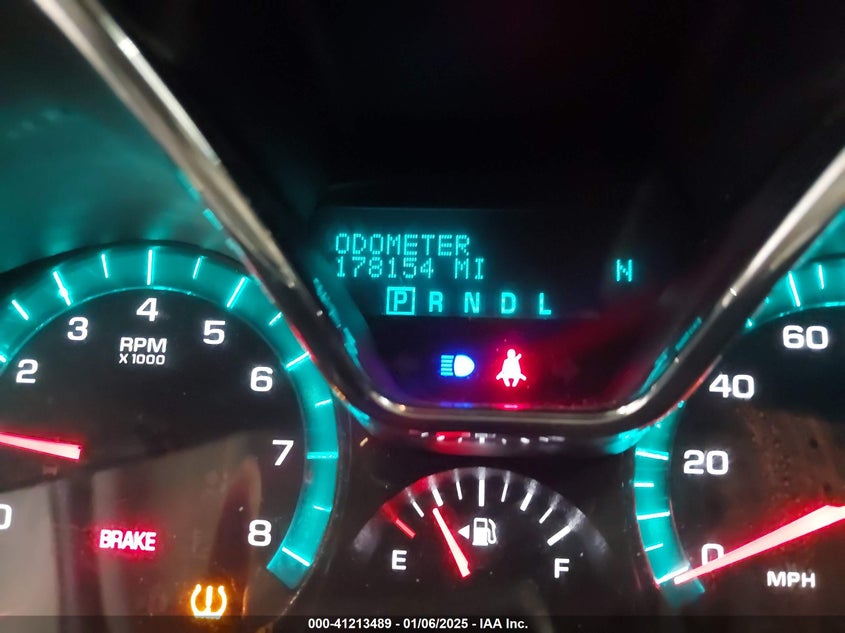 ODOMETER
178154 MI
N
P R N D L
2 3 4 5 6 7 8
RPM
X 1000
BRAKE
E F
0 20 40 60
MPH
000-41213489 - 01/06/2025 - IAA Inc.